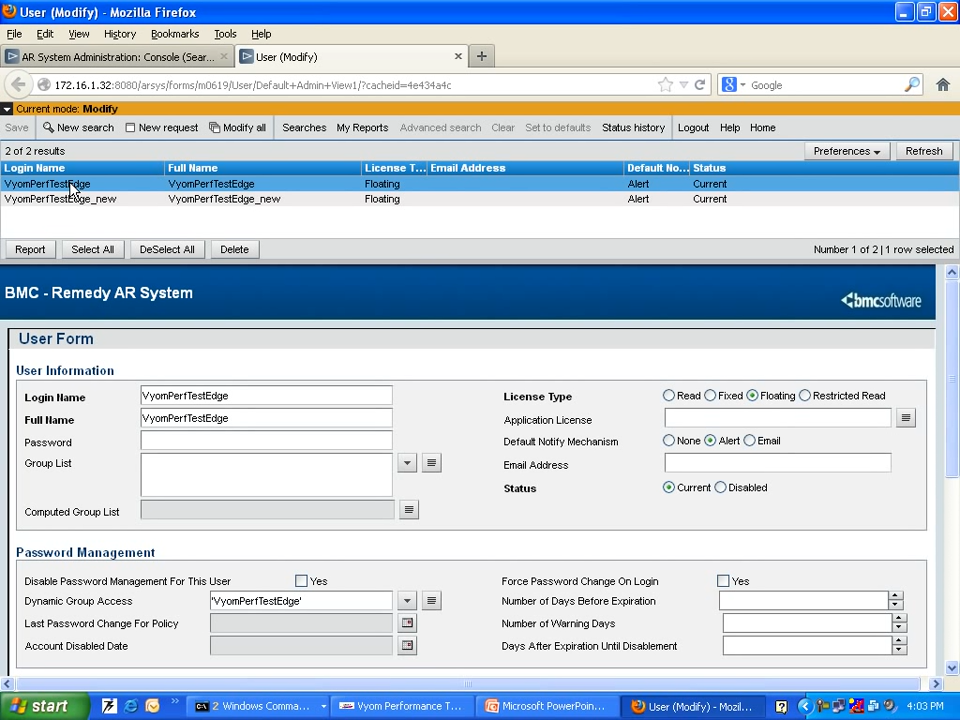 User (Modify) - Mozilla Firefox
File Edit View History Bookmarks Tools Help
AR System Administration: Console (Sear... User (Modify)
172.16.1.32:8080/arsys/forms/m0619/User/Default+Admin+View1/?cacheid=4e434a4c Google
Current mode: Modify
Save New search New request Modify all Searches My Reports Advanced search Clear Set to defaults Status history Logout Help Home
2 of 2 results Preferences Refresh
Login Name Full Name License T... Email Address Default No... Status
VyomPerfTestEdge VyomPerfTestEdge Floating Alert Current
VyomPerfTestEdge_new VyomPerfTestEdge_new Floating Alert Current
Report Select All DeSelect All Delete Number 1 of 2 | 1 row selected
BMC - Remedy AR System
bmcsoftware
User Form
User Information
Login Name VyomPerfTestEdge License Type Read Fixed Floating Restricted Read
Full Name VyomPerfTestEdge Application License
Password Default Notify Mechanism None Alert Email
Group List Email Address
Status Current Disabled
Computed Group List
Password Management
Disable Password Management For This User Yes Force Password Change On Login Yes
Dynamic Group Access 'VyomPerfTestEdge' Number of Days Before Expiration
Last Password Change For Policy Number of Warning Days
Account Disabled Date Days After Expiration Until Disablement
start 2 Windows Comma... Vyom Performance T... Microsoft PowerPoin... User (Modify) - Mozil... 4:03 PM